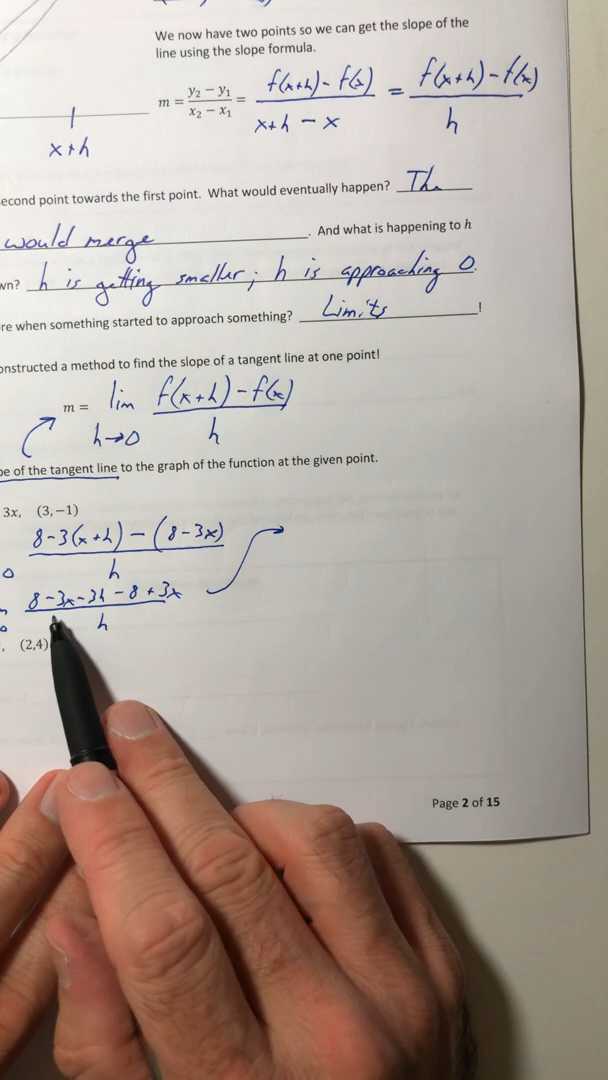 We now have two points so we can get the slope of the
line using the slope formula.
m = (y₂ − y₁)/(x₂ − x₁) = (f(x+h) − f(x))/(x+h − x) = (f(x+h) − f(x))/h
x+h
econd point towards the first point. What would eventually happen? Th
would merge. And what is happening to h
wn? h is getting smaller; h is approaching 0.
re when something started to approach something? Limits!
onstructed a method to find the slope of a tangent line at one point!
m = lim h→0 (f(x+h) − f(x))/h
pe of the tangent line to the graph of the function at the given point.
3x, (3,−1)
0 (8−3(x+h) − (8−3x))/h
0 (8−3x−3h−8+3x)/h
, (2,4)
Page 2 of 15